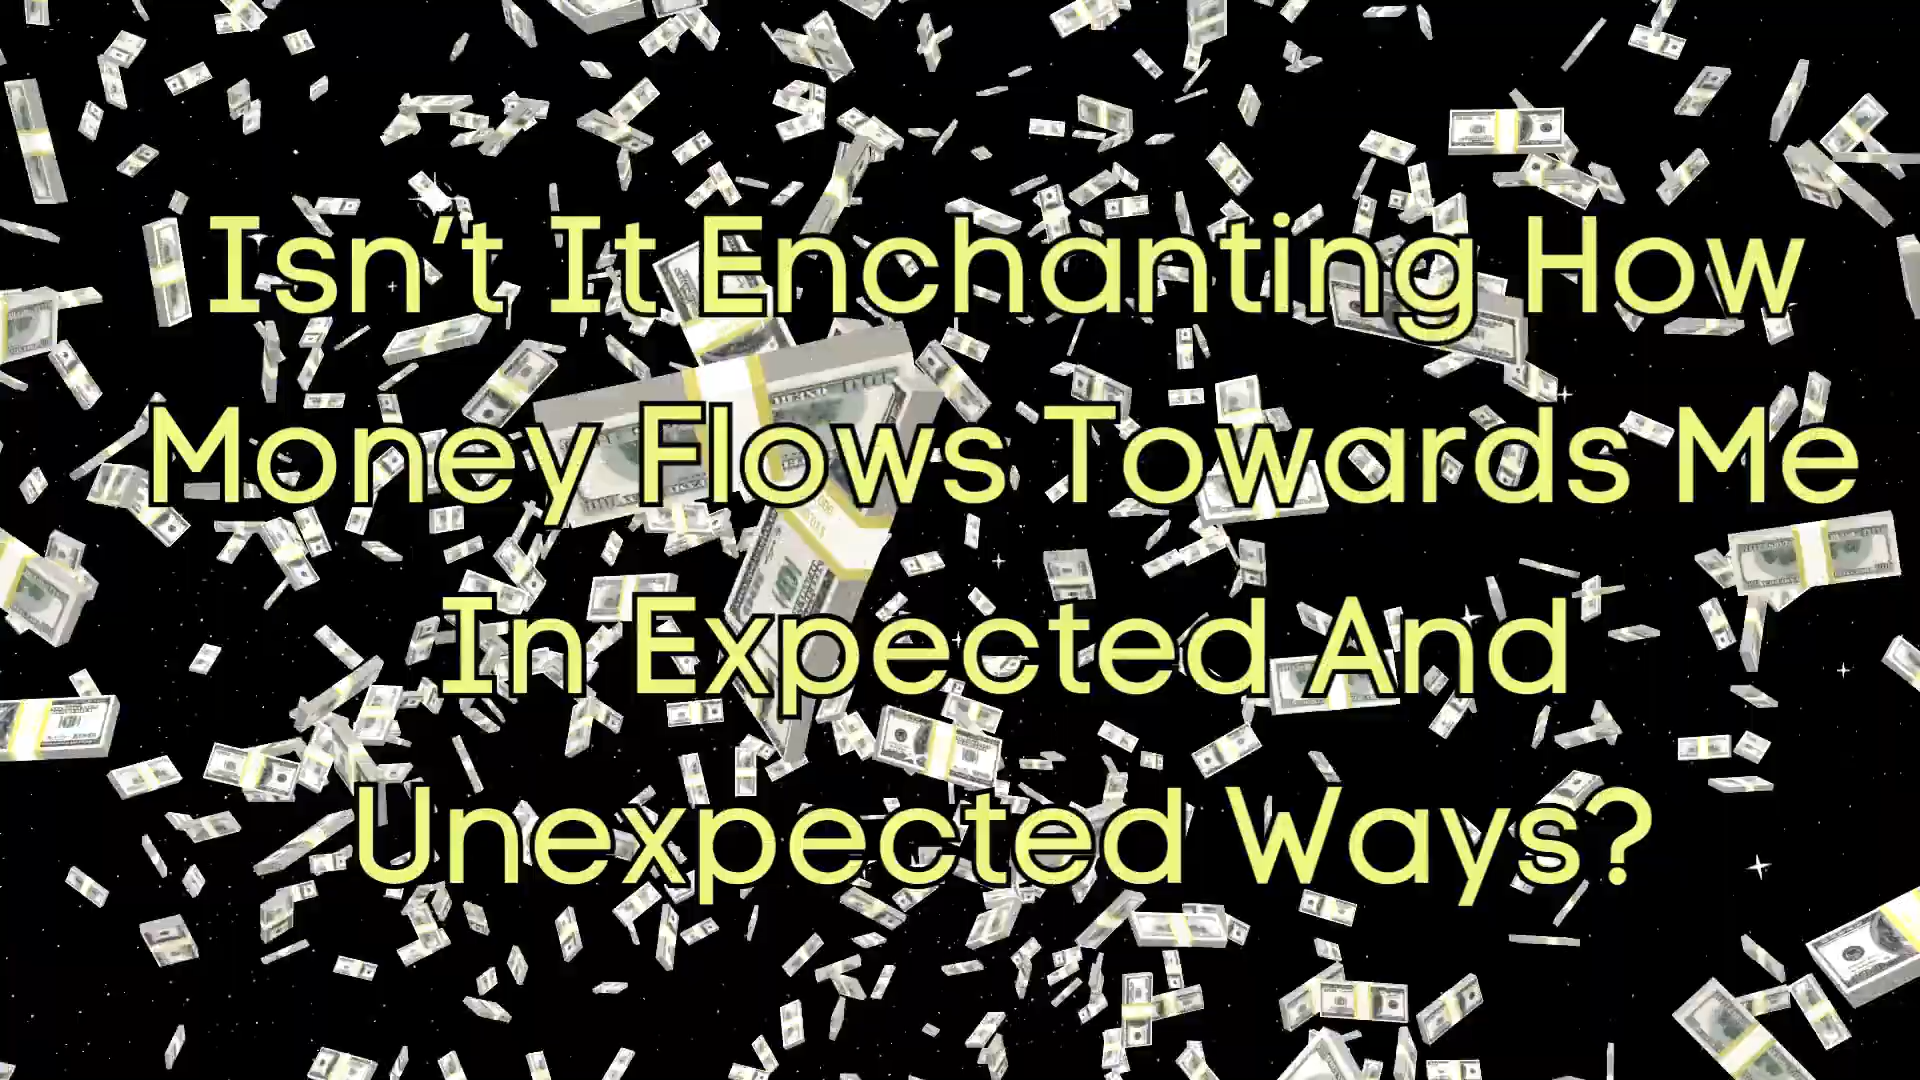 Isn't It Enchanting How
Money Flows Towards Me
In Expected And
Unexpected Ways?